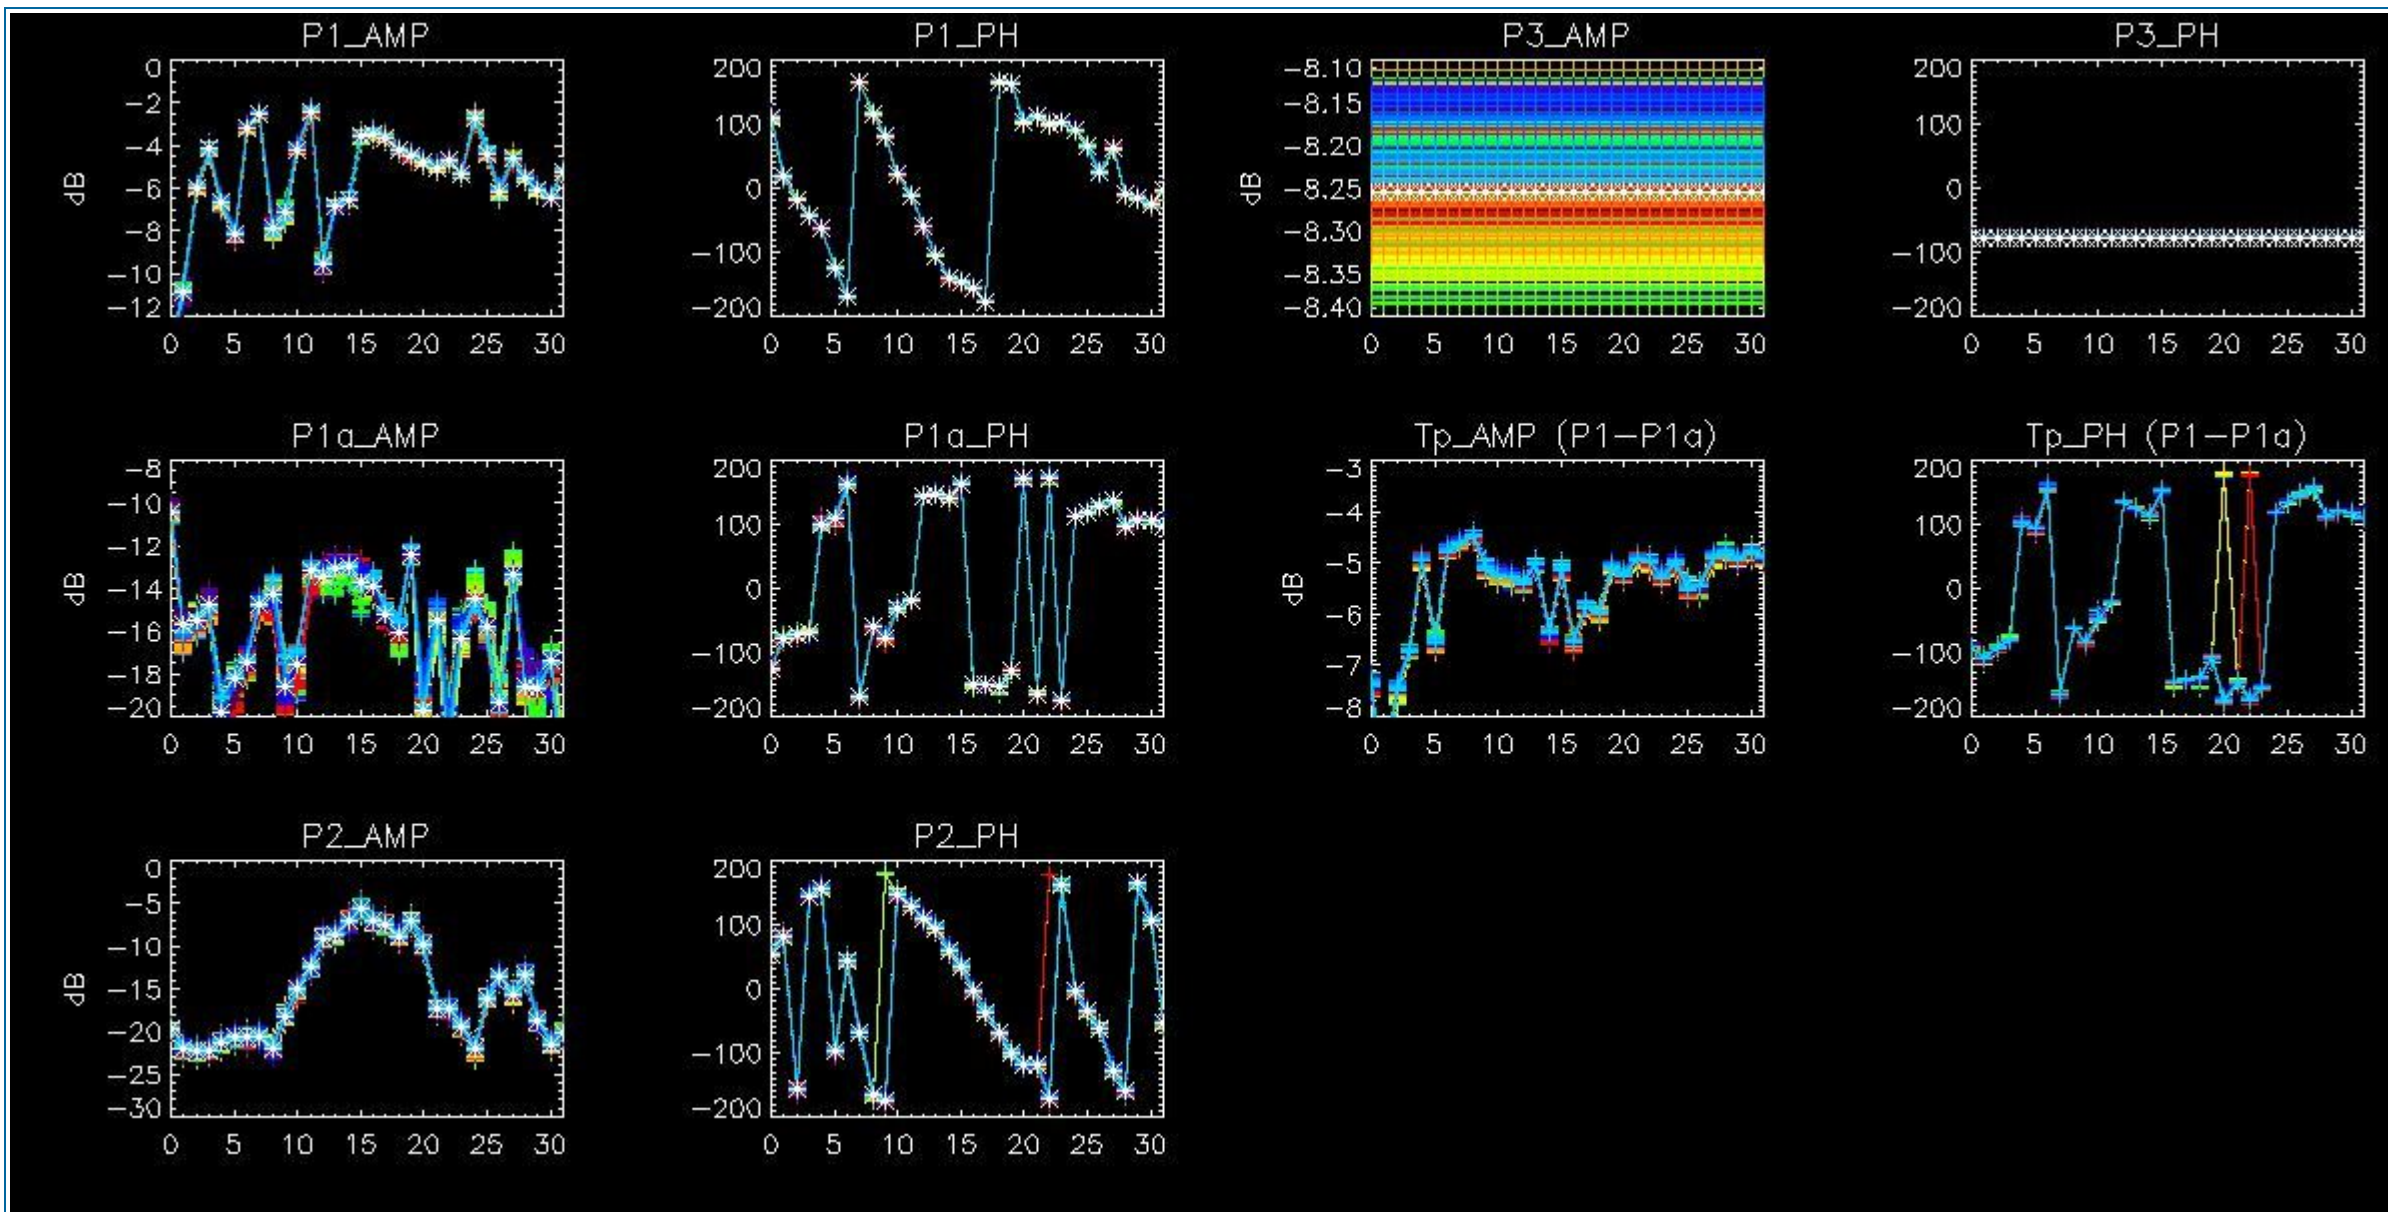 P1_AMP
0
−2
−4
−6
−8
−10
−12
dB
0 5 10 15 20 25 30
P1_PH
200
100
0
−100
−200
0 5 10 15 20 25 30
P3_AMP
−8.10
−8.15
−8.20
−8.25
−8.30
−8.35
−8.40
dB
0 5 10 15 20 25 30
P3_PH
200
100
0
−100
−200
0 5 10 15 20 25 30
P1a_AMP
−8
−10
−12
−14
−16
−18
−20
dB
0 5 10 15 20 25 30
P1a_PH
200
100
0
−100
−200
0 5 10 15 20 25 30
Tp_AMP (P1−P1a)
−3
−4
−5
−6
−7
−8
dB
0 5 10 15 20 25 30
Tp_PH (P1−P1a)
200
100
0
−100
−200
0 5 10 15 20 25 30
P2_AMP
0
−5
−10
−15
−20
−25
−30
dB
0 5 10 15 20 25 30
P2_PH
200
100
0
−100
−200
0 5 10 15 20 25 30